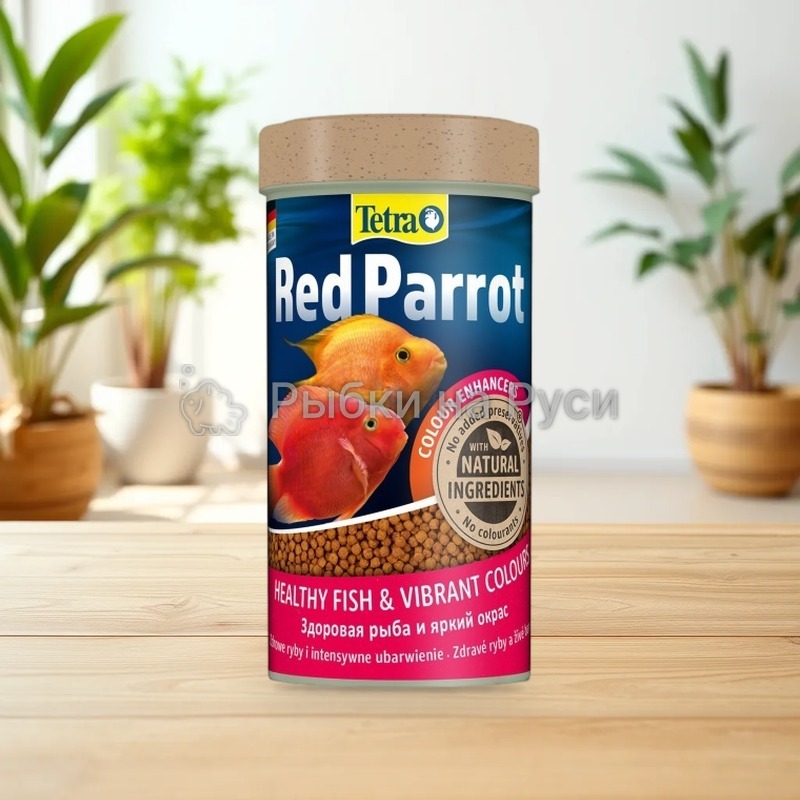 Tetra
Red Parrot
COLOUR ENHANCER
No added preservatives
WITH
NATURAL
INGREDIENTS
No colourants
Рыбки на Руси
HEALTHY FISH & VIBRANT COLOURS
Здоровая рыба и яркий окрас
ryby i intensywne ubarwienie · Zdravé ryby a živé